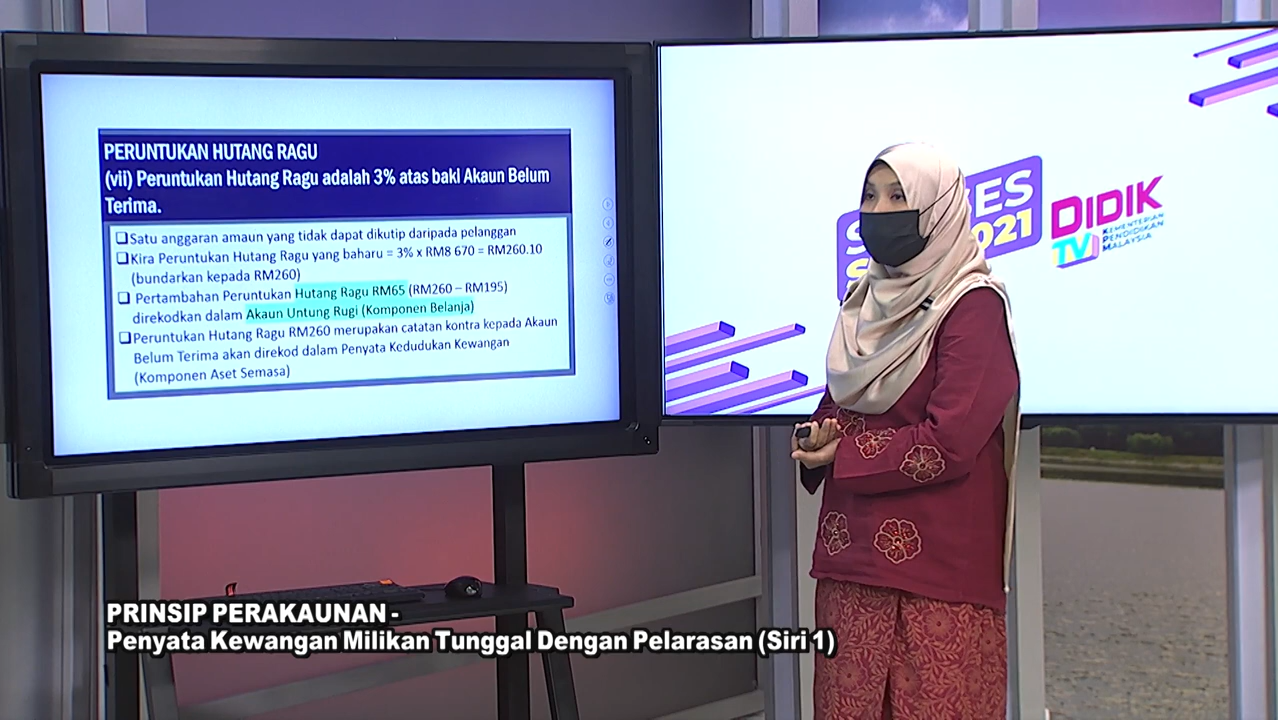 PERUNTUKAN HUTANG RAGU
(vii) Peruntukan Hutang Ragu adalah 3% atas baki Akaun Belum
Terima.
❑Satu anggaran amaun yang tidak dapat dikutip daripada pelanggan
❑Kira Peruntukan Hutang Ragu yang baharu = 3% x RM8 670 = RM260.10
(bundarkan kepada RM260)
❑ Pertambahan Peruntukan Hutang Ragu RM65 (RM260 – RM195)
direkodkan dalam Akaun Untung Rugi (Komponen Belanja)
❑Peruntukan Hutang Ragu RM260 merupakan catatan kontra kepada Akaun
Belum Terima akan direkod dalam Penyata Kedudukan Kewangan
(Komponen Aset Semasa)
2021
DIDIK
TV
KEMENTERIAN
PENDIDIKAN
MALAYSIA
PRINSIP PERAKAUNAN -
Penyata Kewangan Milikan Tunggal Dengan Pelarasan (Siri 1)